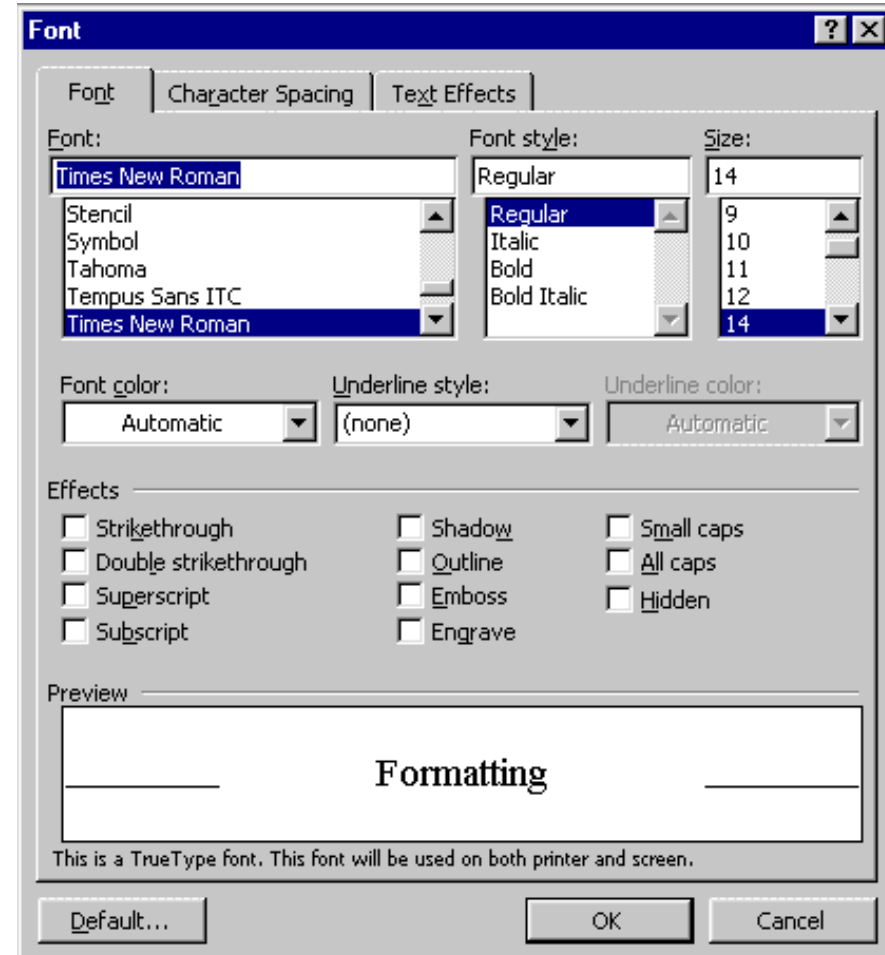 Font
Font Character Spacing Text Effects
Font: Font style: Size:
Times New Roman Regular 14
Stencil Regular 9
Symbol Italic 10
Tahoma Bold 11
Tempus Sans ITC Bold Italic 12
Times New Roman 14
Font color: Underline style: Underline color:
Automatic (none) Automatic
Effects
Strikethrough Shadow Small caps
Double strikethrough Outline All caps
Superscript Emboss Hidden
Subscript Engrave
Preview
Formatting
This is a TrueType font. This font will be used on both printer and screen.
Default... OK Cancel